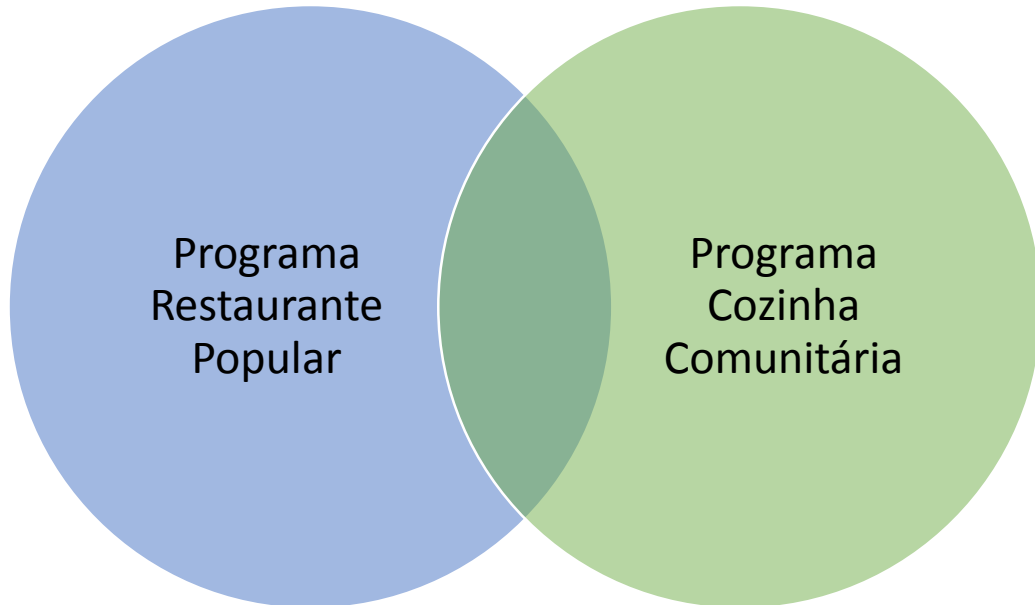 Programa
Restaurante
Popular
Programa
Cozinha
Comunitária